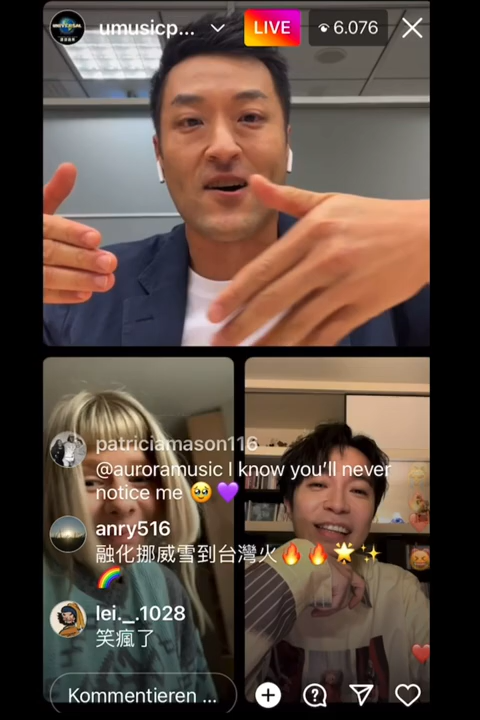 umusicp...
LIVE
6.076
patriciamason116
@auroramusic I know you'll never
notice me 🥹💜
anry516
融化挪威雪到台灣火🔥🔥🌟✨
🌈
lei._.1028
笑瘋了
Kommentieren ...
UNIVERSAL